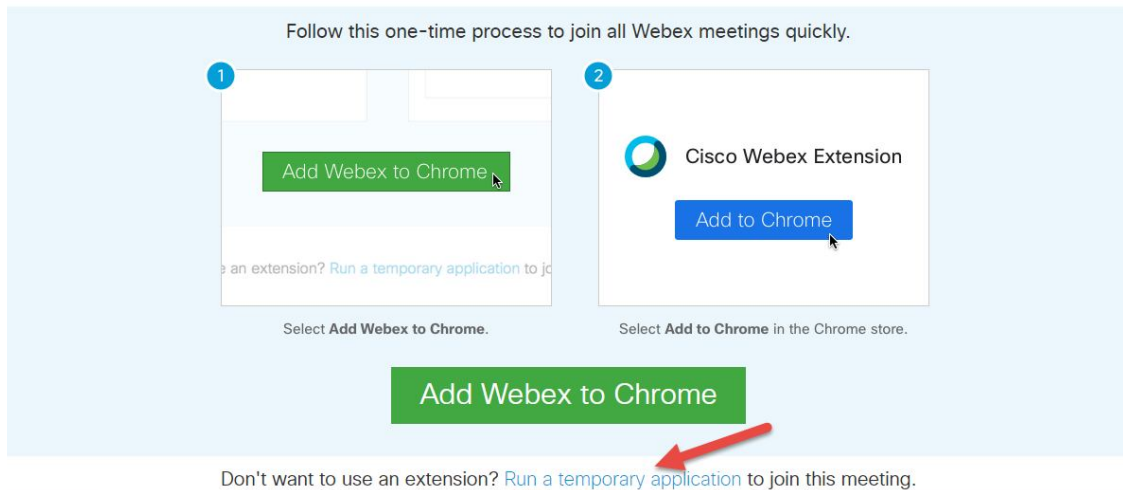 Follow this one-time process to join all Webex meetings quickly.
1
Add Webex to Chrome
an extension? Run a temporary application to
Select Add Webex to Chrome.
2
Cisco Webex Extension
Add to Chrome
Select Add to Chrome in the Chrome store.
Add Webex to Chrome
Don't want to use an extension? Run a temporary application to join this meeting.